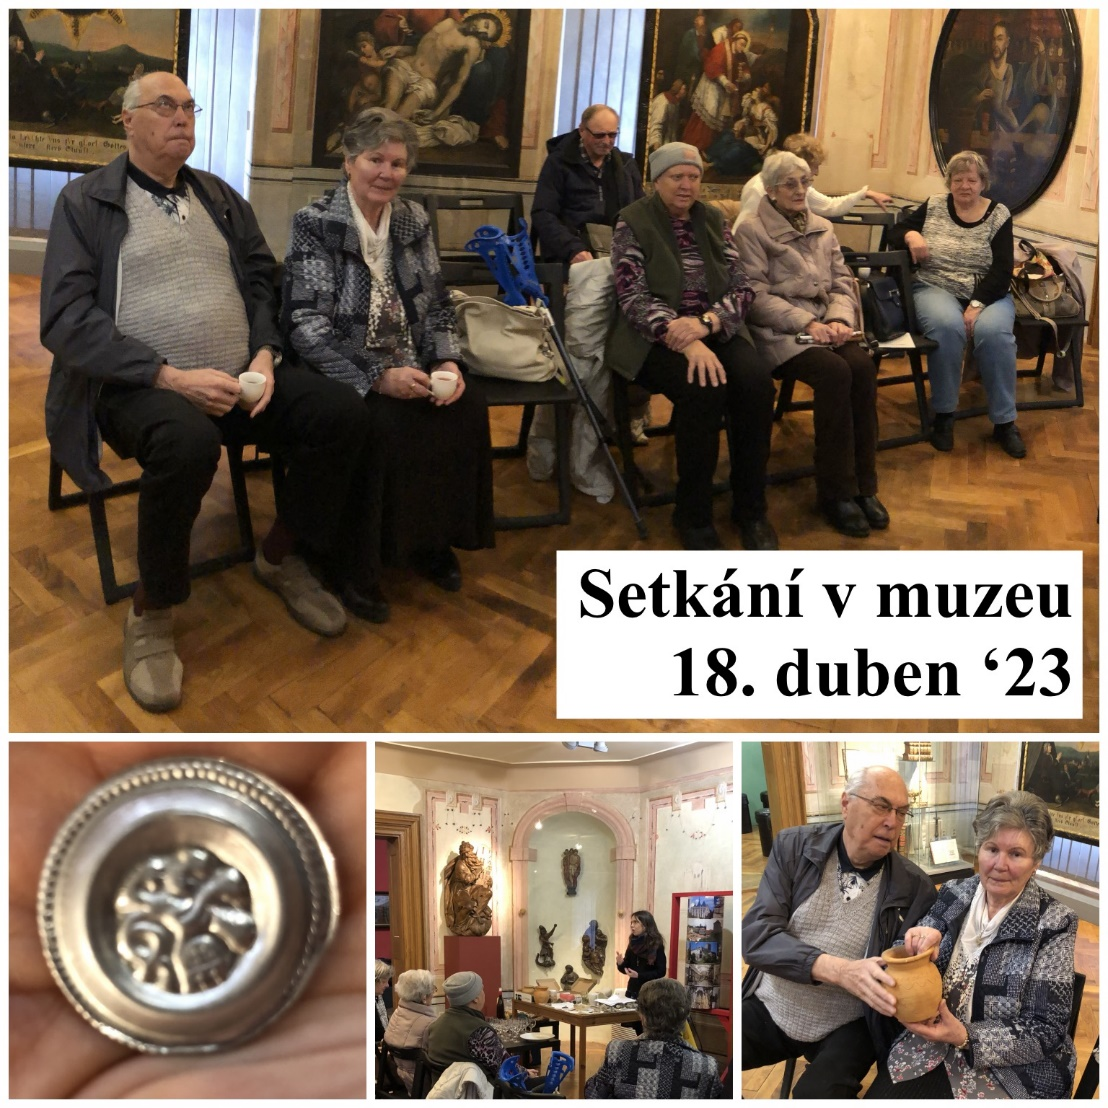 Setkání v muzeu
18. duben ‘23